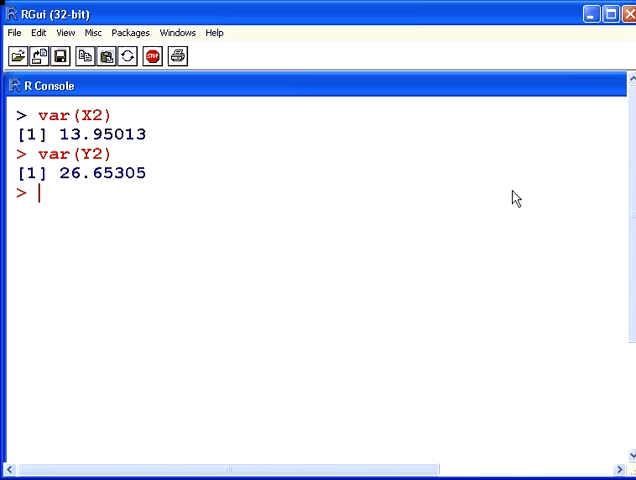 RGui (32-bit)
File Edit View Misc Packages Windows Help
STOP
R Console
> var(X2)
[1] 13.95013
> var(Y2)
[1] 26.65305
>